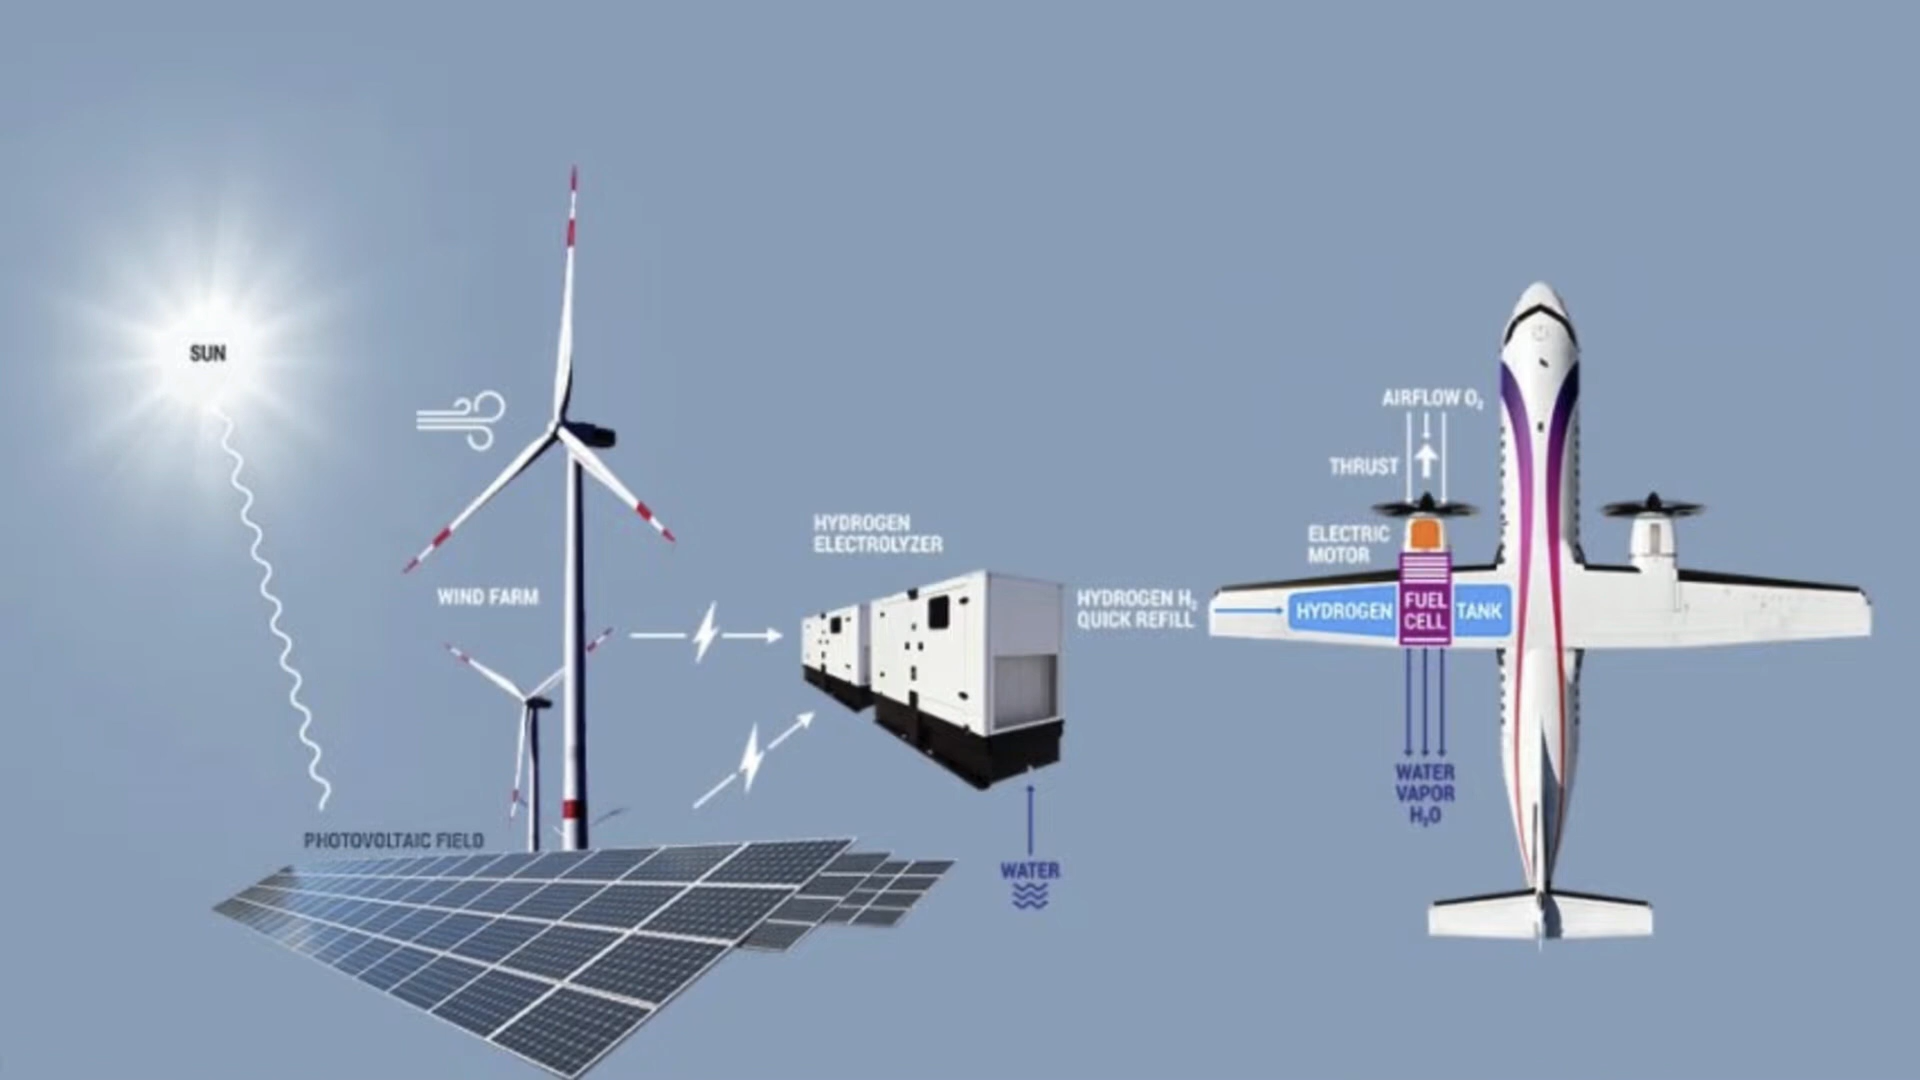 SUN
WIND FARM
PHOTOVOLTAIC FIELD
HYDROGEN
ELECTROLYZER
WATER
HYDROGEN H₂
QUICK REFILL
AIRFLOW O₂
THRUST
ELECTRIC
MOTOR
HYDROGEN
FUEL
CELL
TANK
WATER
VAPOR
H₂O